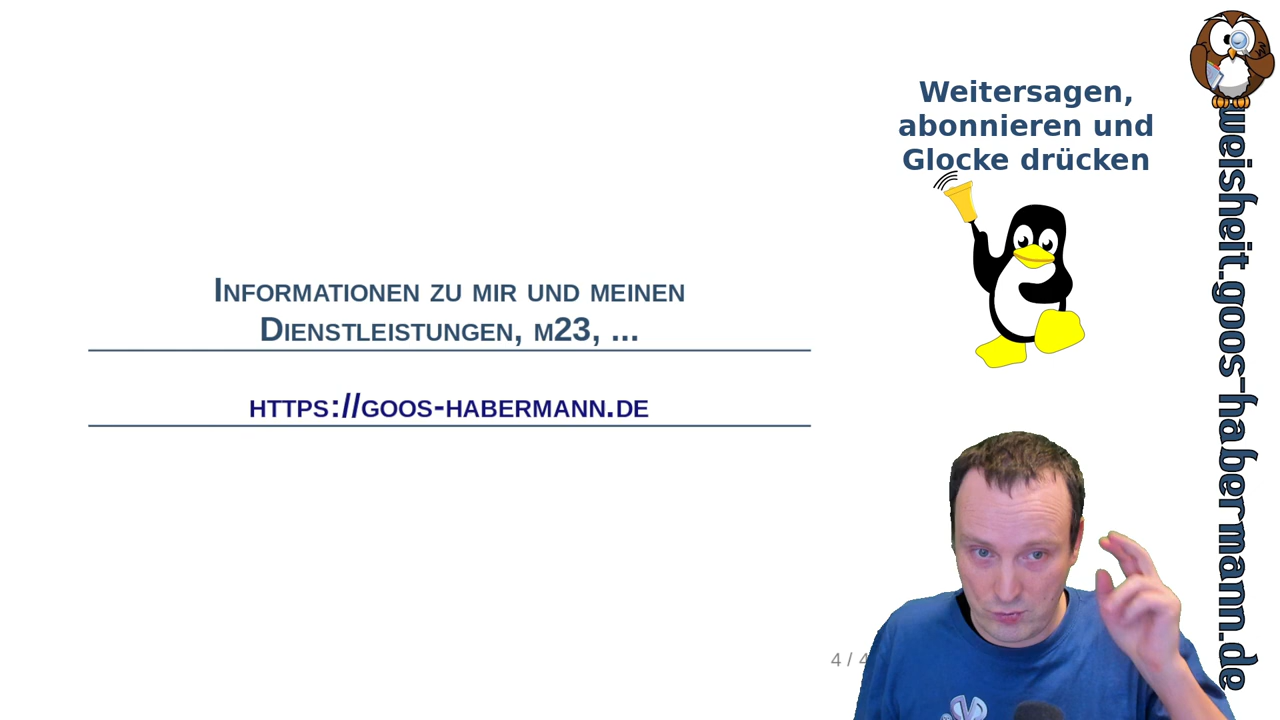 Weitersagen,
abonnieren und
Glocke drücken
Informationen zu mir und meinen
Dienstleistungen, m23, ...
https://goos-habermann.de
4 / 4
weisheit.goos-habermann.de